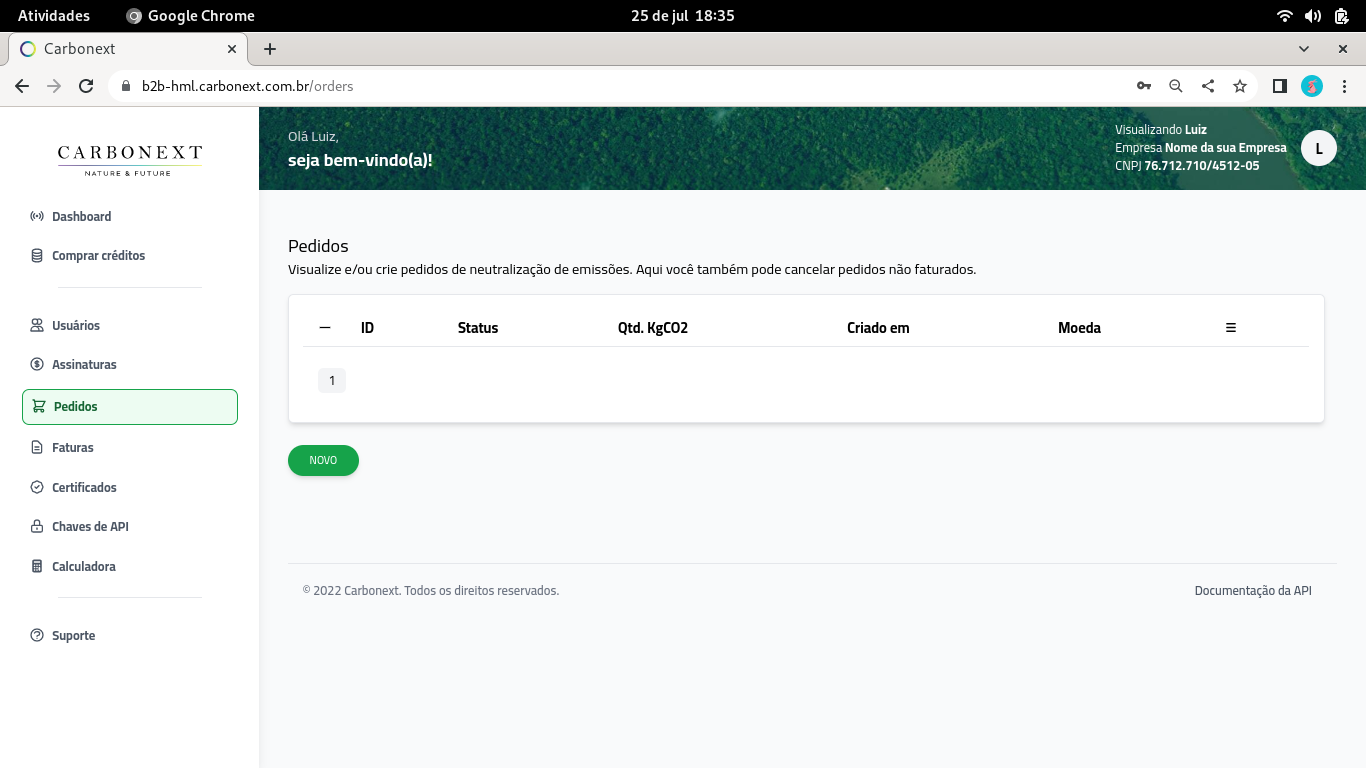 Atividades
Google Chrome
25 de jul 18:35
Carbonext
b2b-hml.carbonext.com.br/orders
CARBONEXT
NATURE & FUTURE
Dashboard
Comprar créditos
Usuários
Assinaturas
Pedidos
Faturas
Certificados
Chaves de API
Calculadora
Suporte
Olá Luiz,
seja bem-vindo(a)!
Visualizando Luiz
Empresa Nome da sua Empresa
CNPJ 76.712.710/4512-05
L
Pedidos
Visualize e/ou crie pedidos de neutralização de emissões. Aqui você também pode cancelar pedidos não faturados.
ID Status Qtd. KgCO2 Criado em Moeda
1
NOVO
© 2022 Carbonext. Todos os direitos reservados.
Documentação da API